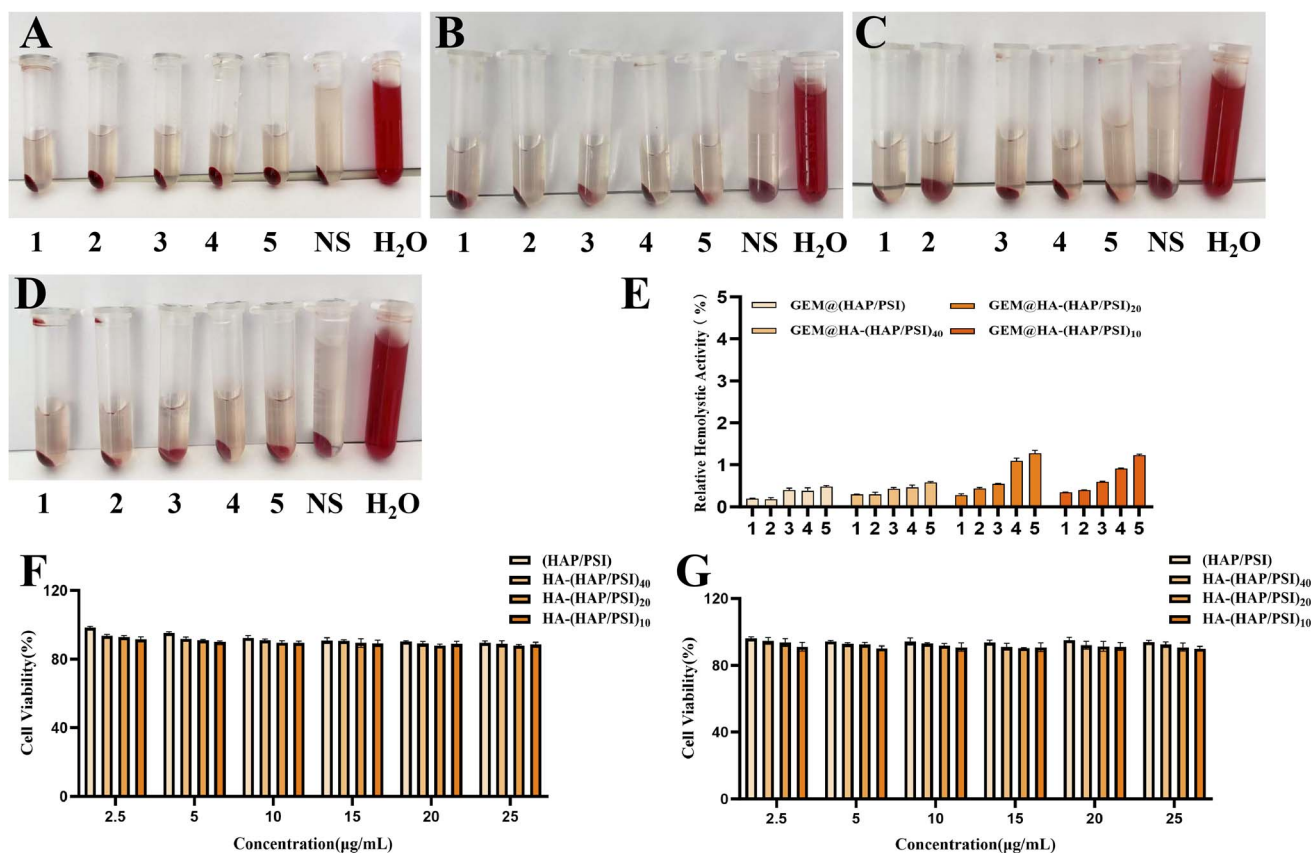 A
1 2 3 4 5 NS H₂O
B
1 2 3 4 5 NS H₂O
C
1 2 3 4 5 NS H₂O
D
1 2 3 4 5 NS H₂O
E
GEM@(HAP/PSI)
GEM@HA-(HAP/PSI)₄₀
GEM@HA-(HAP/PSI)₂₀
GEM@HA-(HAP/PSI)₁₀
Relative Hemolystic Activity ( %)
5
4
3
2
1
0
1 2 3 4 5 1 2 3 4 5 1 2 3 4 5 1 2 3 4 5
F
(HAP/PSI)
HA-(HAP/PSI)₄₀
HA-(HAP/PSI)₂₀
HA-(HAP/PSI)₁₀
Cell Viability(%)
120
80
40
0
2.5 5 10 15 20 25
Concentration(μg/mL)
G
(HAP/PSI)
HA-(HAP/PSI)₄₀
HA-(HAP/PSI)₂₀
HA-(HAP/PSI)₁₀
Cell Viability(%)
120
80
40
0
2.5 5 10 15 20 25
Concentration(μg/mL)